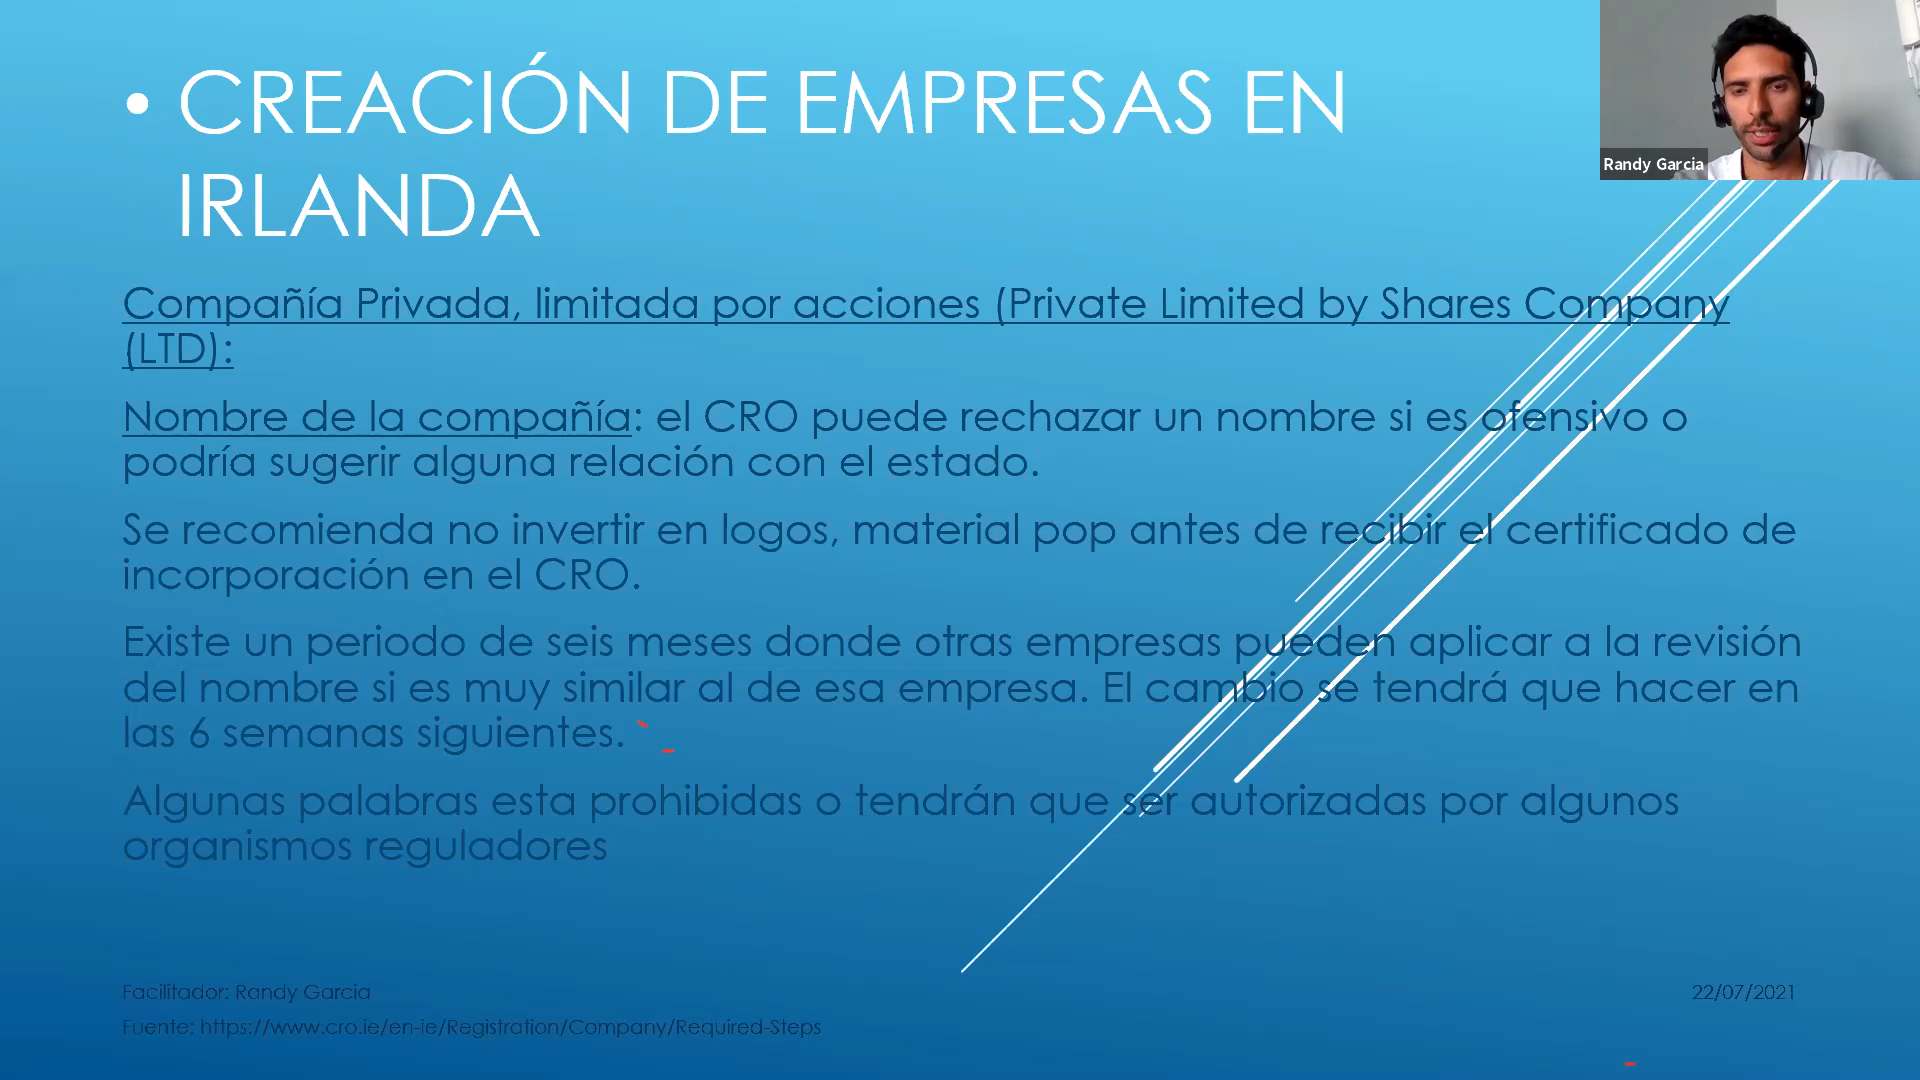 • CREACIÓN DE EMPRESAS EN
IRLANDA
Randy Garcia
Compañía Privada, limitada por acciones (Private Limited by Shares Company
(LTD):
Nombre de la compañía: el CRO puede rechazar un nombre si es ofensivo o
podría sugerir alguna relación con el estado.
Se recomienda no invertir en logos, material pop antes de recibir el certificado de
incorporación en el CRO.
Existe un periodo de seis meses donde otras empresas pueden aplicar a la revisión
del nombre si es muy similar al de esa empresa. El cambio se tendrá que hacer en
las 6 semanas siguientes.
Algunas palabras esta prohibidas o tendrán que ser autorizadas por algunos
organismos reguladores
Facilitador: Randy Garcia
22/07/2021
Fuente: https://www.cro.ie/en-ie/Registration/Company/Required-Steps